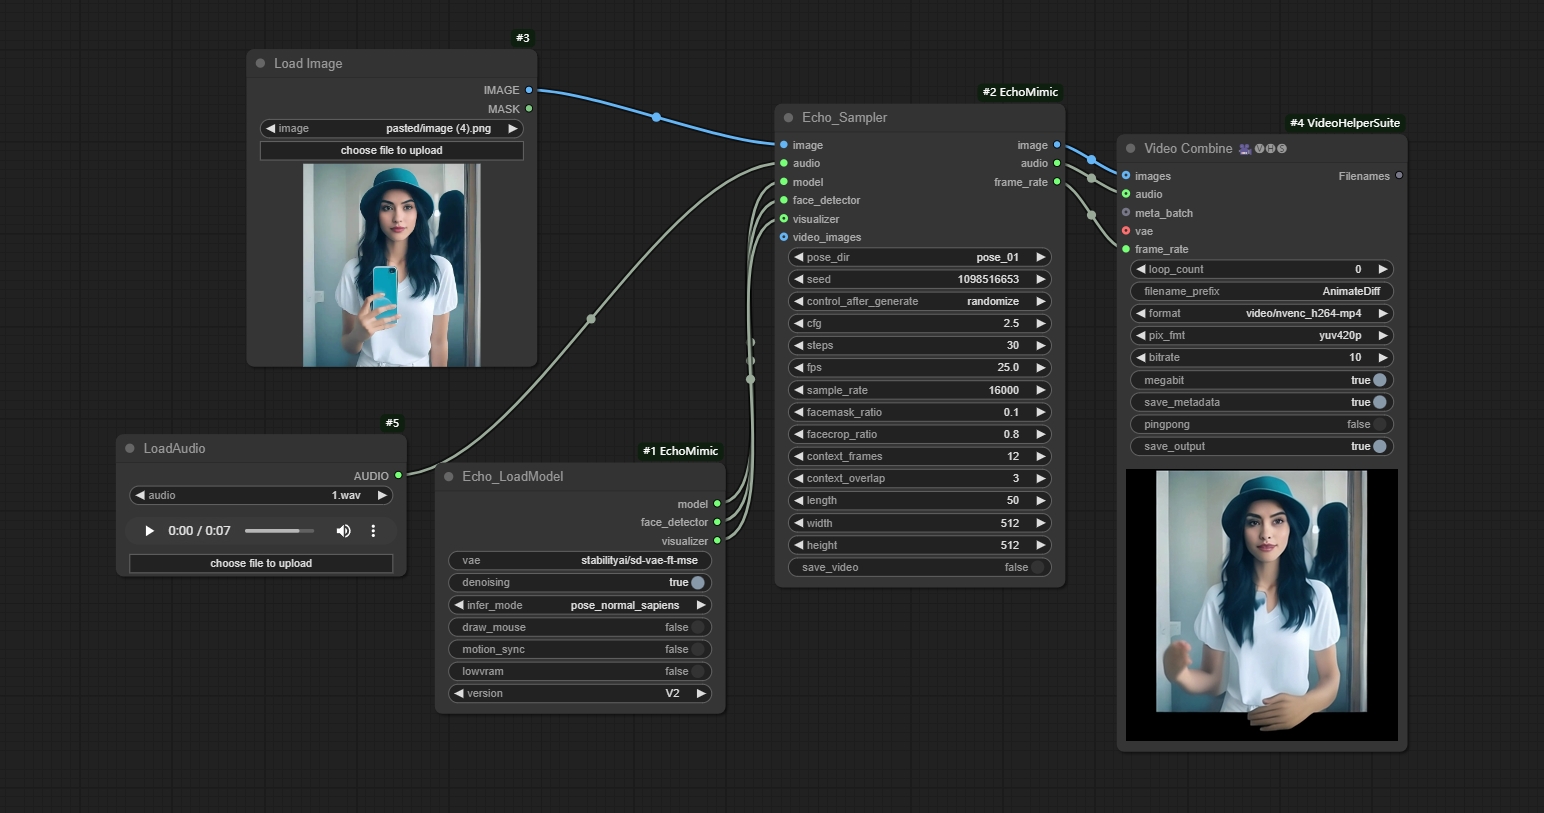 #3
Load Image
IMAGE
MASK
image pasted/image (4).png
choose file to upload
#5
LoadAudio
AUDIO
audio 1.wav
0:00 / 0:07
choose file to upload
#1 EchoMimic
Echo_LoadModel
model
face_detector
visualizer
vae stabilityai/sd-vae-ft-mse
denoising true
infer_mode pose_normal_sapiens
draw_mouse false
motion_sync false
lowvram false
version V2
#2 EchoMimic
Echo_Sampler
image image
audio audio
model frame_rate
face_detector
visualizer
video_images
pose_dir pose_01
seed 1098516653
control_after_generate randomize
cfg 2.5
steps 30
fps 25.0
sample_rate 16000
facemask_ratio 0.1
facecrop_ratio 0.8
context_frames 12
context_overlap 3
length 50
width 512
height 512
save_video false
#4 VideoHelperSuite
Video Combine 🎥🅥🅗🅢
images Filenames
audio
meta_batch
vae
frame_rate
loop_count 0
filename_prefix AnimateDiff
format video/nvenc_h264-mp4
pix_fmt yuv420p
bitrate 10
megabit true
save_metadata true
pingpong false
save_output true